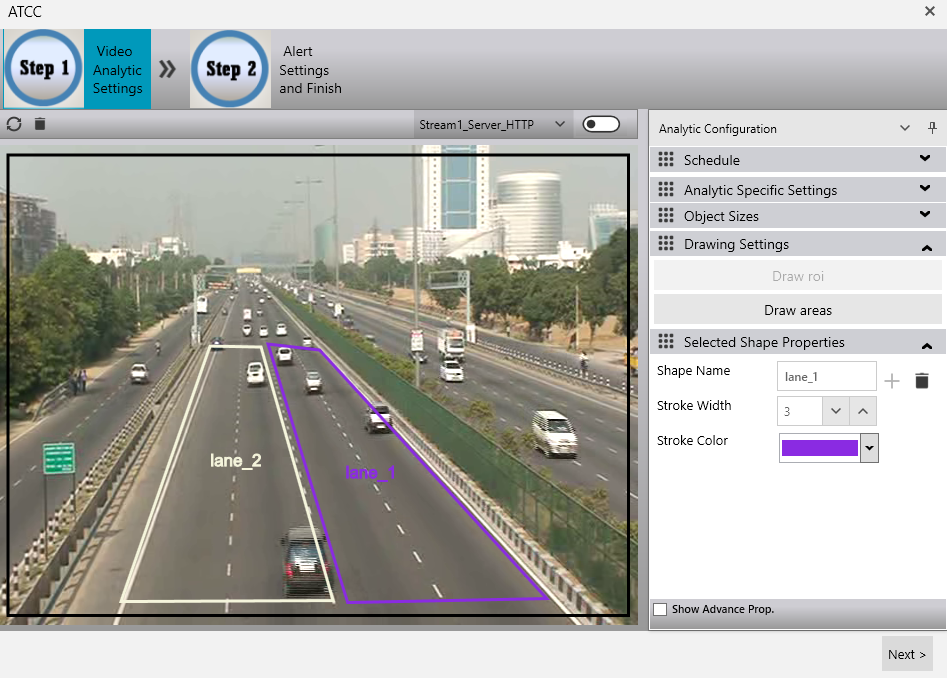 ATCC
Step 1
Video
Analytic
Settings
Step 2
Alert
Settings
and Finish
Stream1_Server_HTTP
Analytic Configuration
Schedule
Analytic Specific Settings
Object Sizes
Drawing Settings
Draw roi
Draw areas
Selected Shape Properties
Shape Name
lane_1
Stroke Width
3
Stroke Color
lane_2
lane_1
Show Advance Prop.
Next >